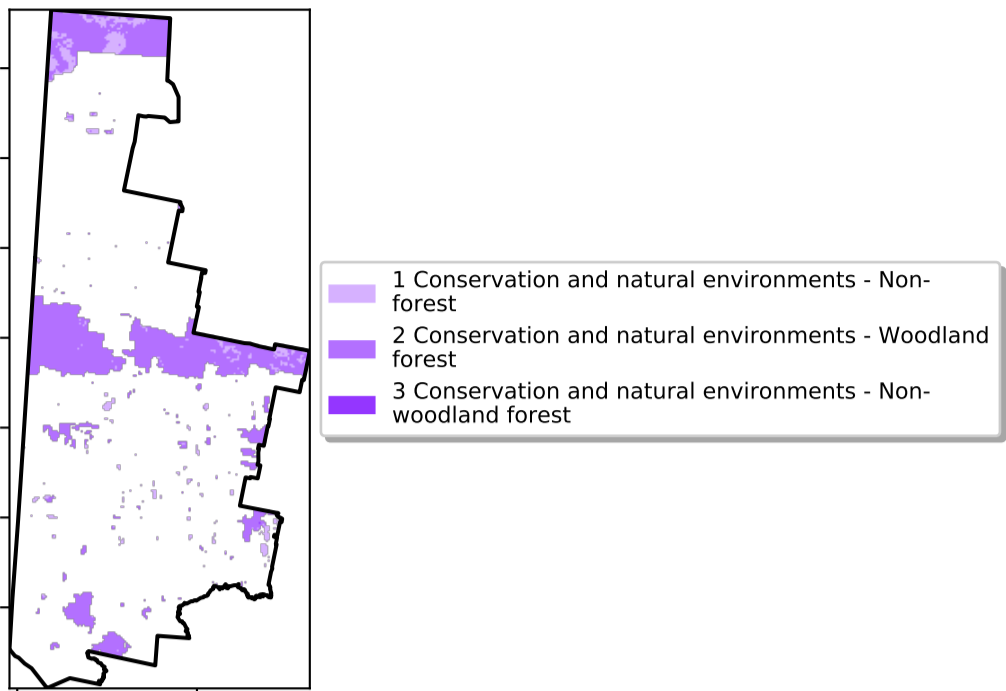 1 Conservation and natural environments - Non-
forest
2 Conservation and natural environments - Woodland
forest
3 Conservation and natural environments - Non-
woodland forest